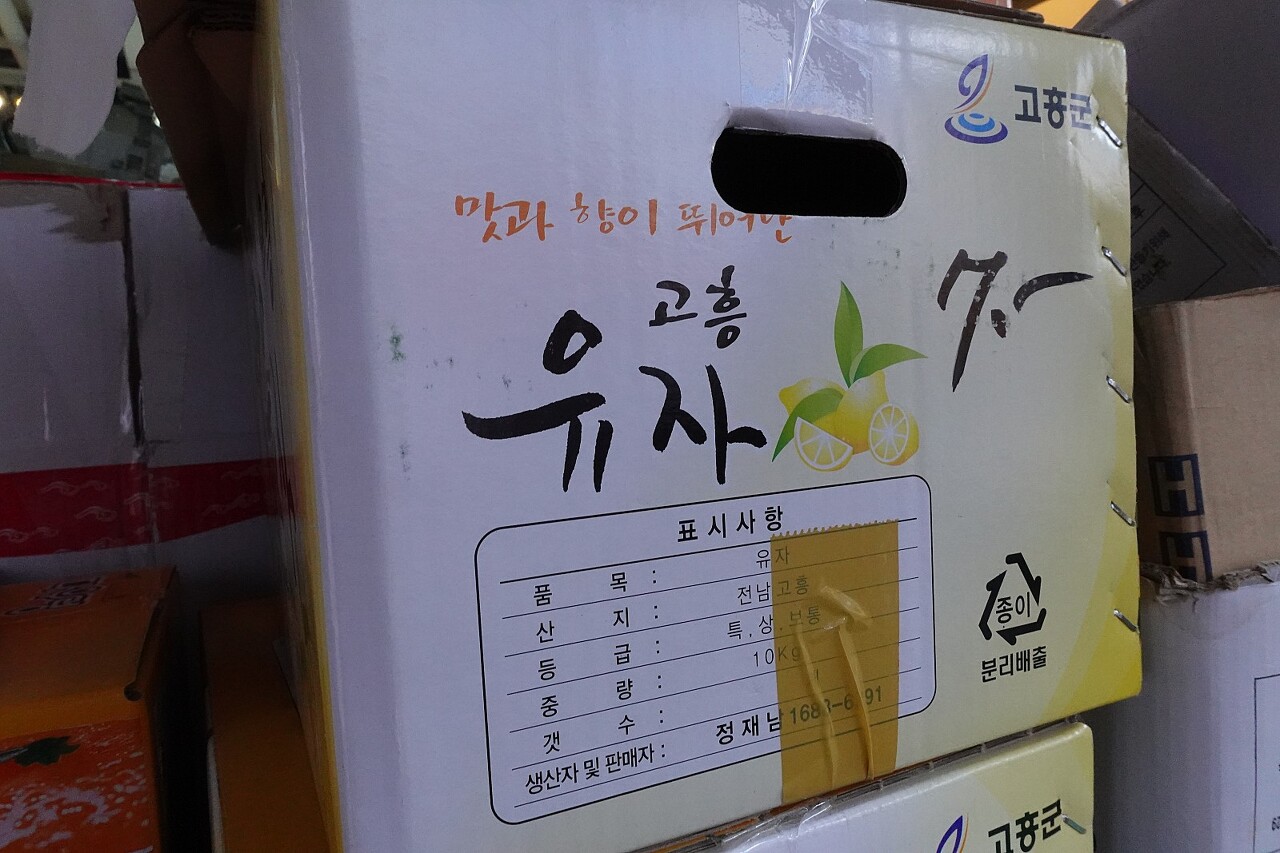 고흥군
맛과 향이 뛰어난
고흥
유자
7.-
표시사항
품 목 : 유자
산 지 : 전남 고흥
등 급 : 특.상.보통
중 량 : 10Kg
갯 수 :
생산자 및 판매자 : 정재남
종이
분리배출
고흥군
H
H